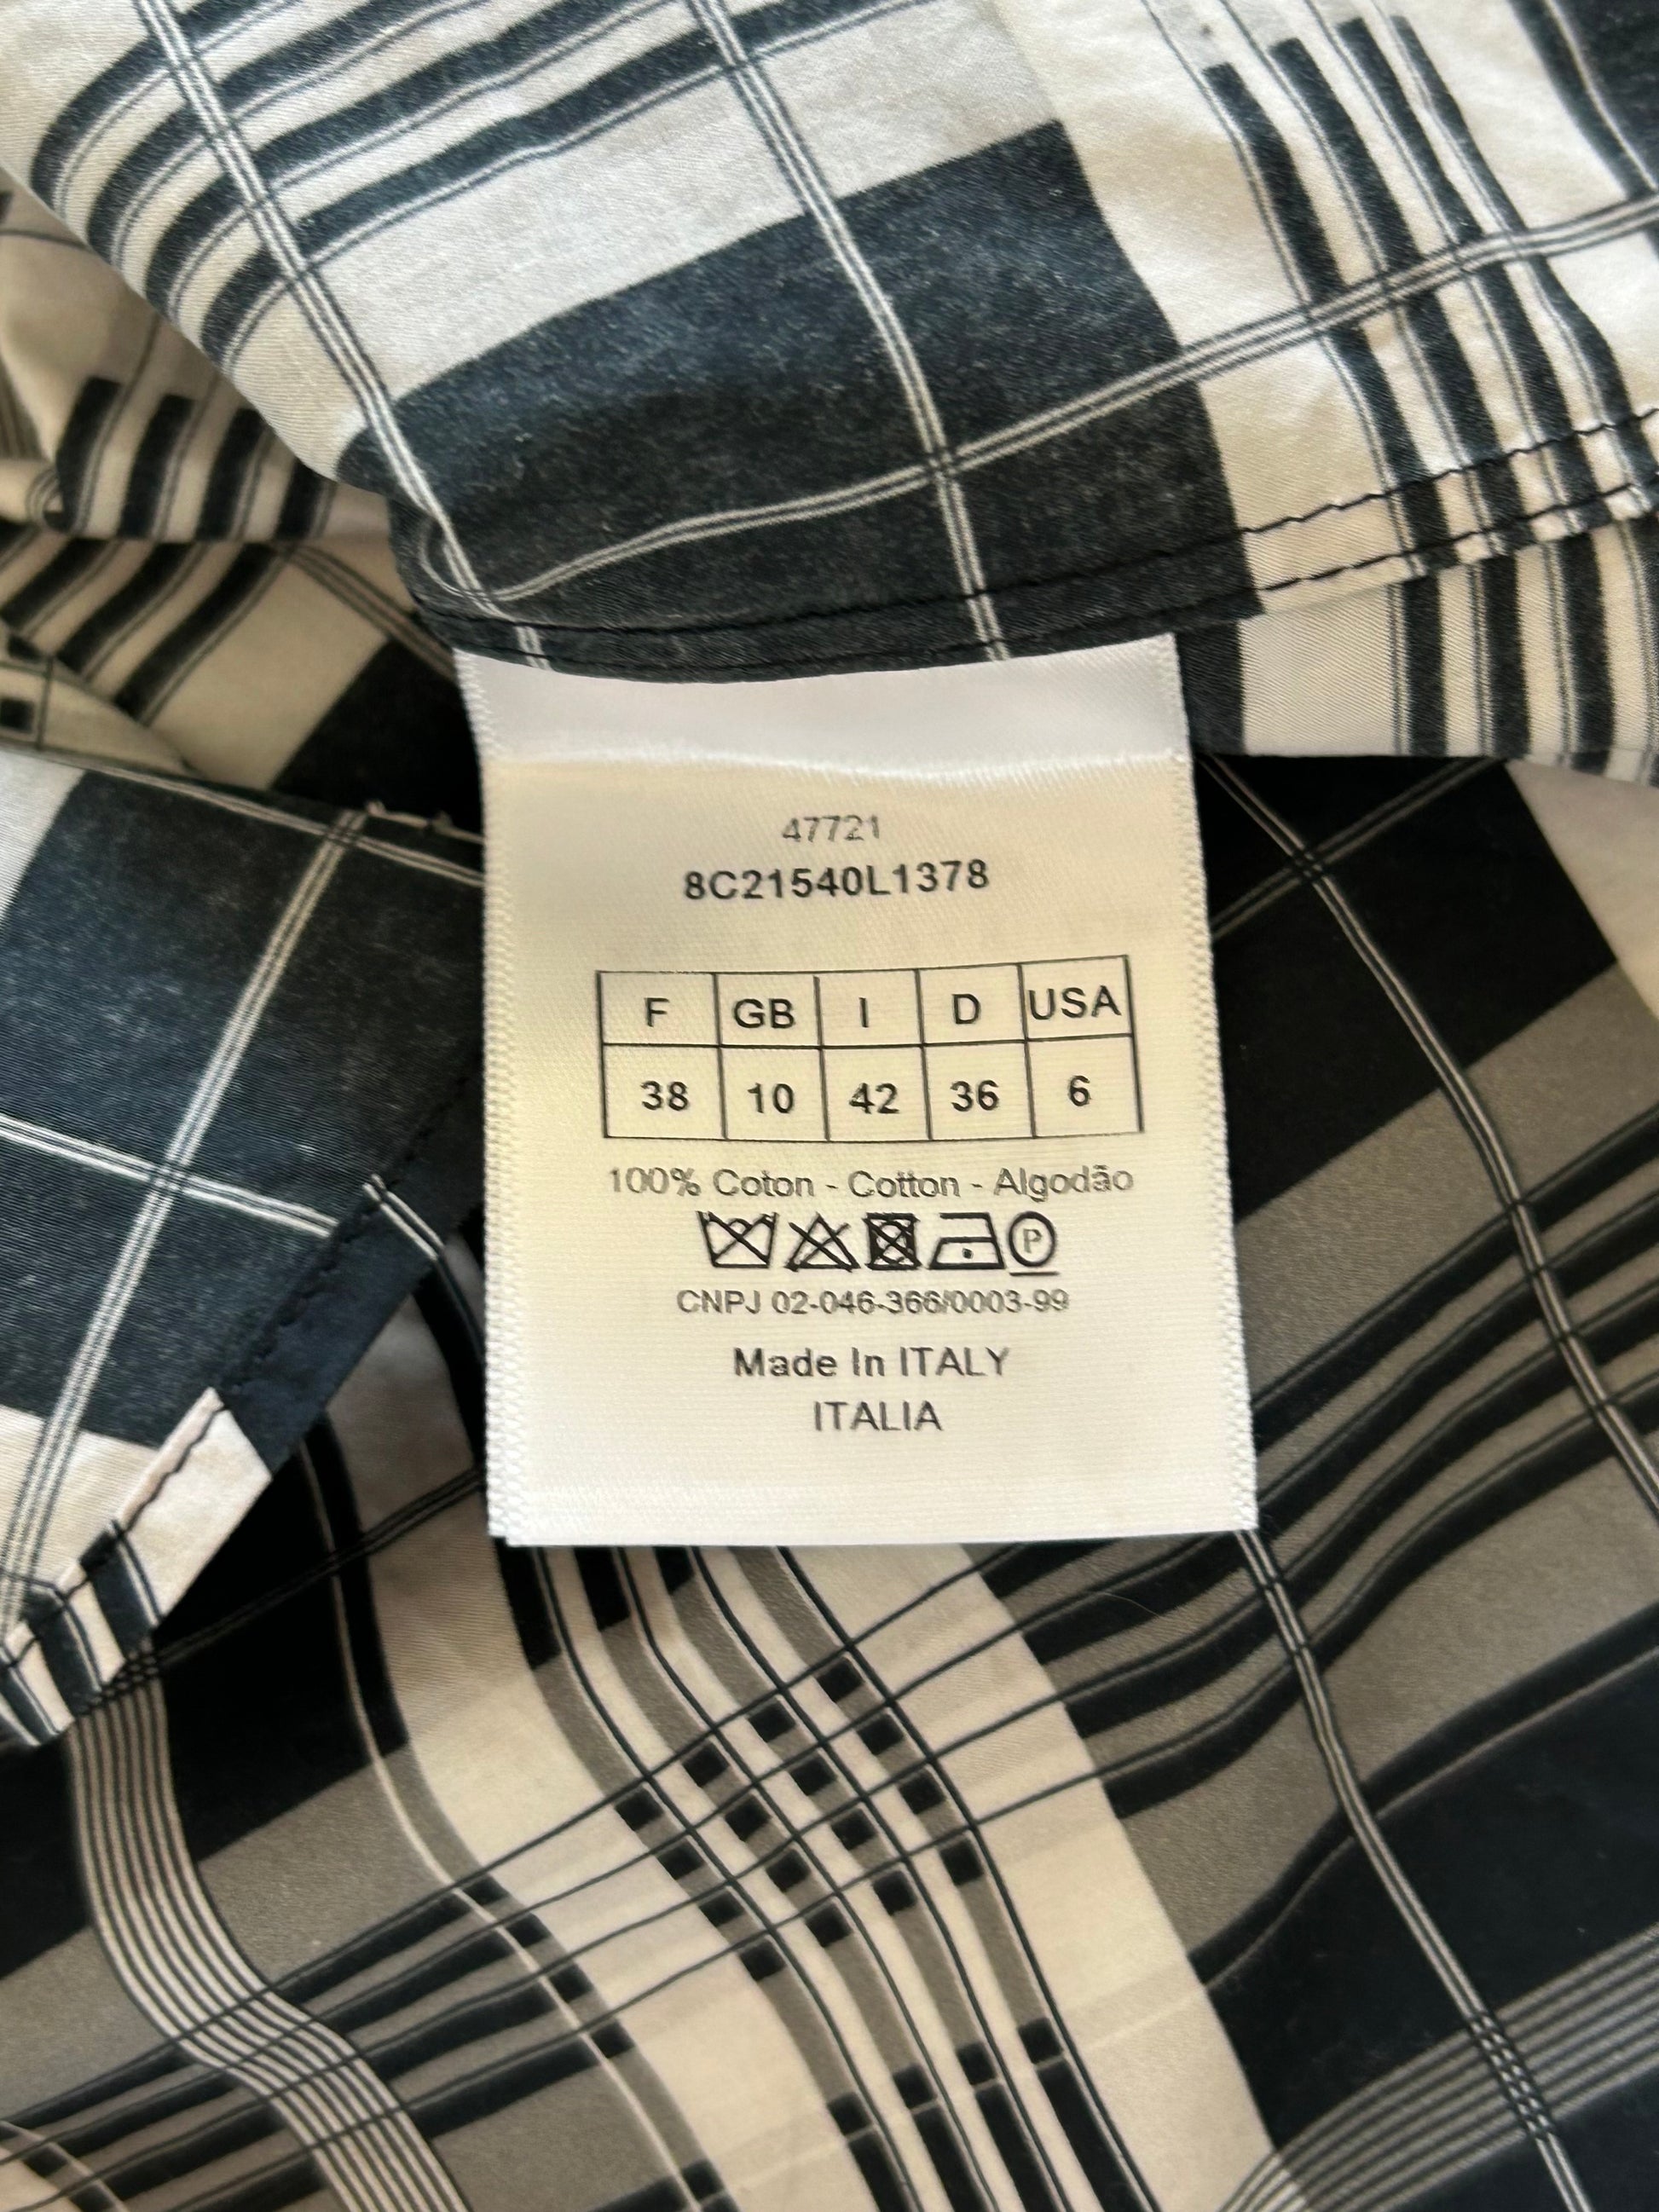 47721
8C21540L1378
F GB I D USA
38 10 42 36 6
100% Coton - Cotton - Algodão
P
CNPJ 02-046-366/0003-99
Made In ITALY
ITALIA